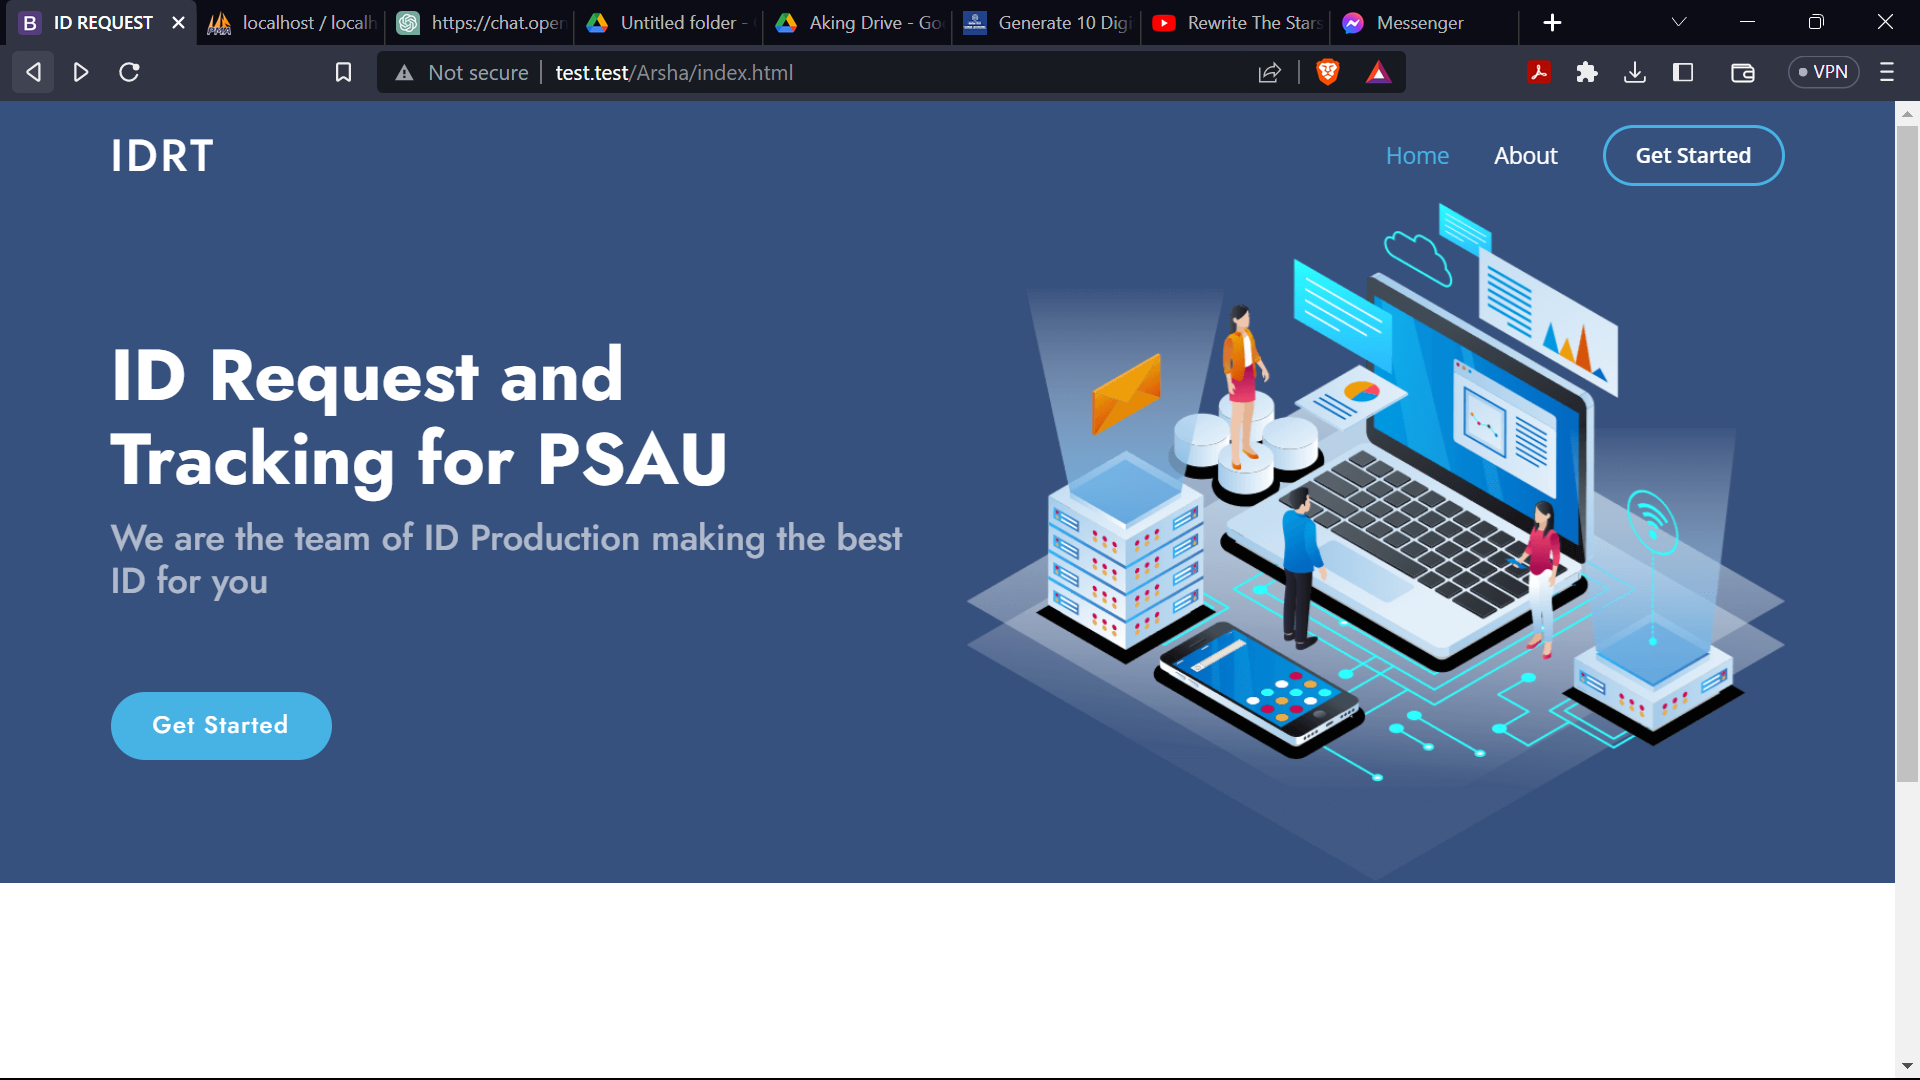 ID REQUEST
localhost / localh
https://chat.open
Untitled folder -
Aking Drive - Go
Generate 10 Digi
Rewrite The Stars
Messenger
Not secure
test.test/Arsha/index.html
VPN
IDRT
Home
About
Get Started
ID Request and
Tracking for PSAU
We are the team of ID Production making the best
ID for you
Get Started